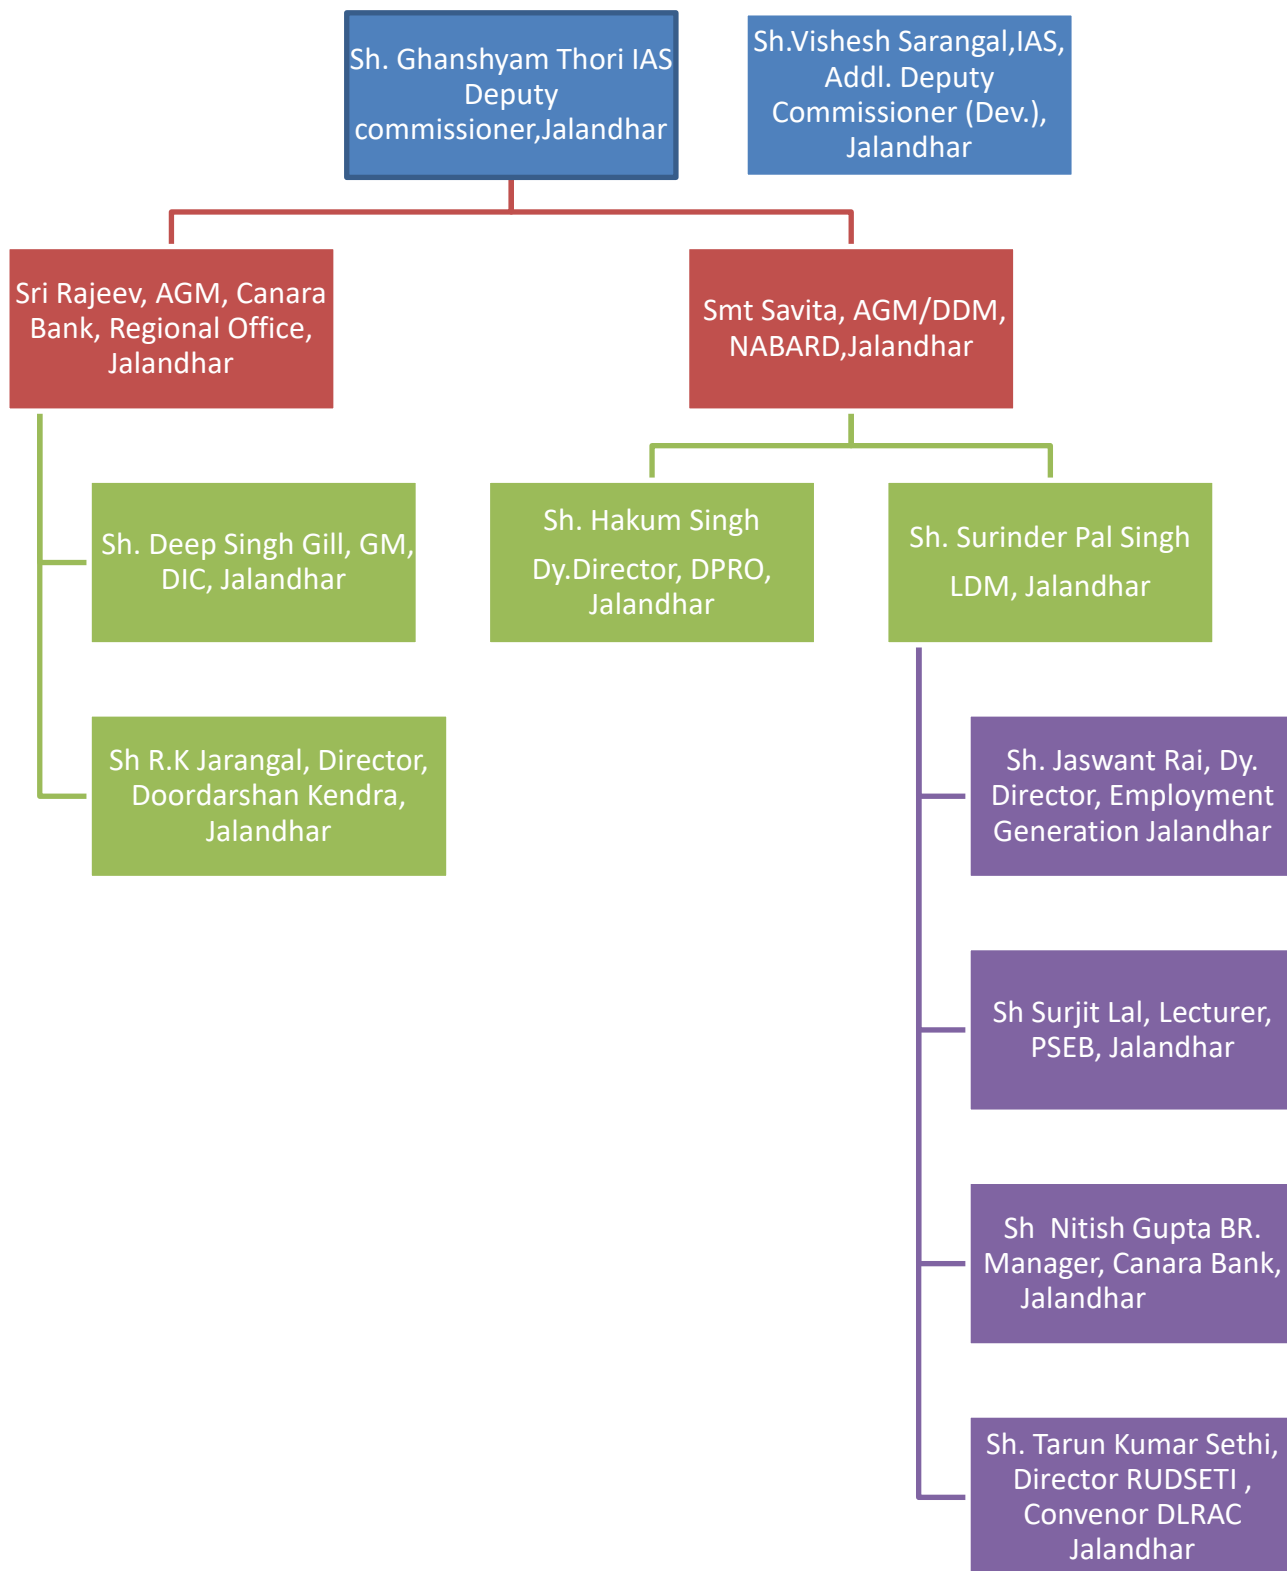 Sh. Ghanshyam Thori IAS
Deputy
commissioner,Jalandhar
Sh.Vishesh Sarangal,IAS,
Addl. Deputy
Commissioner (Dev.),
Jalandhar
Sri Rajeev, AGM, Canara
Bank, Regional Office,
Jalandhar
Smt Savita, AGM/DDM,
NABARD,Jalandhar
Sh. Deep Singh Gill, GM,
DIC, Jalandhar
Sh. Hakum Singh
Dy.Director, DPRO,
Jalandhar
Sh. Surinder Pal Singh
LDM, Jalandhar
Sh R.K Jarangal, Director,
Doordarshan Kendra,
Jalandhar
Sh. Jaswant Rai, Dy.
Director, Employment
Generation Jalandhar
Sh Surjit Lal, Lecturer,
PSEB, Jalandhar
Sh  Nitish Gupta BR.
Manager, Canara Bank,
Jalandhar
Sh. Tarun Kumar Sethi,
Director RUDSETI ,
Convenor DLRAC
Jalandhar